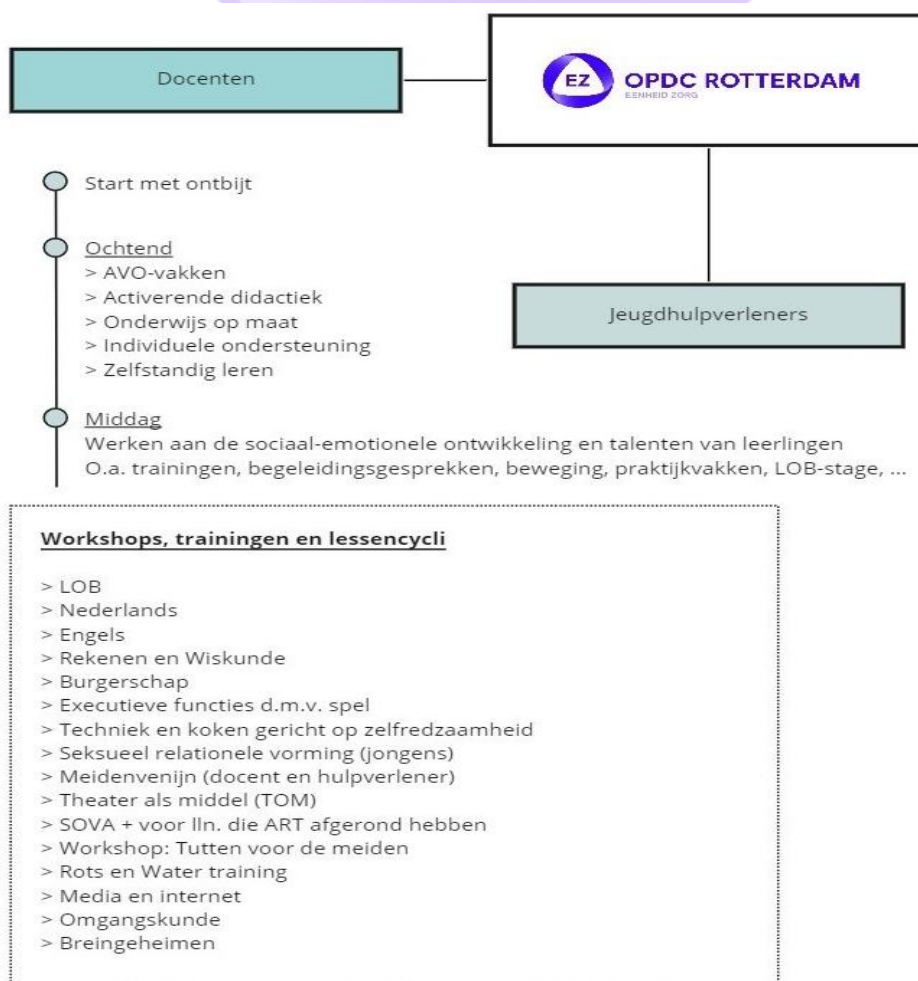 Docenten
EZ
OPDC ROTTERDAM
EENHEID ZORG
Start met ontbijt
Ochtend
> AVO-vakken
> Activerende didactiek
> Onderwijs op maat
> Individuele ondersteuning
> Zelfstandig leren
Jeugdhulpverleners
Middag
Werken aan de sociaal-emotionele ontwikkeling en talenten van leerlingen
O.a. trainingen, begeleidingsgesprekken, beweging, praktijkvakken, LOB-stage, ...
Workshops, trainingen en lessencycli
> LOB
> Nederlands
> Engels
> Rekenen en Wiskunde
> Burgerschap
> Executieve functies d.m.v. spel
> Techniek en koken gericht op zelfredzaamheid
> Seksueel relationele vorming (jongens)
> Meidenvenijn (docent en hulpverlener)
> Theater als middel (TOM)
> SOVA + voor lln. die ART afgerond hebben
> Workshop: Tutten voor de meiden
> Rots en Water training
> Media en internet
> Omgangskunde
> Breingeheimen